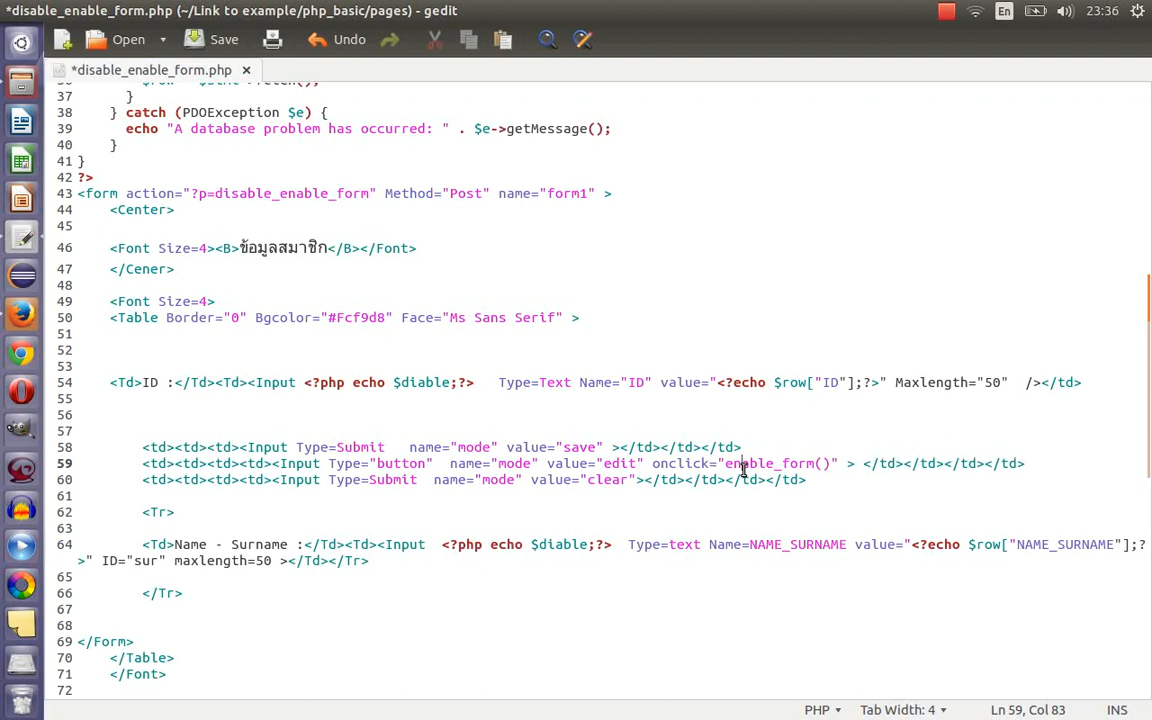 *disable_enable_form.php (~/Link to example/php_basic/pages) - gedit
En
23:36
Open
Save
Undo
*disable_enable_form.php
37 }
38 } catch (PDOException $e) {
39 echo "A database problem has occurred: " . $e->getMessage();
40 }
41 }
42 ?>
43 <form action="?p=disable_enable_form" Method="Post" name="form1" >
44 <Center>
45
46 <Font Size=4><B>ข้อมูลสมาชิก</B></Font>
47 </Cener>
48
49 <Font Size=4>
50 <Table Border="0" Bgcolor="#Fcf9d8" Face="Ms Sans Serif" >
51
52
53
54 <Td>ID :</Td><Td><Input <?php echo $diable;?> Type=Text Name="ID" value="<?echo $row["ID"];?>" Maxlength="50" /></td>
55
56
57
58 <td><td><td><Input Type=Submit name="mode" value="save" ></td></td></td>
59 <td><td><td><Input Type="button" name="mode" value="edit" onclick="enable_form()" > </td></td></td></td>
60 <td><td><td><Input Type=Submit name="mode" value="clear"></td></td></td></td>
61
62 <Tr>
63
64 <Td>Name - Surname :</Td><Td><Input <?php echo $diable;?> Type=text Name=NAME_SURNAME value="<?echo $row["NAME_SURNAME"];?
>" ID="sur" maxlength=50 ></Td></Tr>
65
66 </Tr>
67
68
69 </Form>
70 </Table>
71 </Font>
72
PHP
Tab Width: 4
Ln 59, Col 83
INS